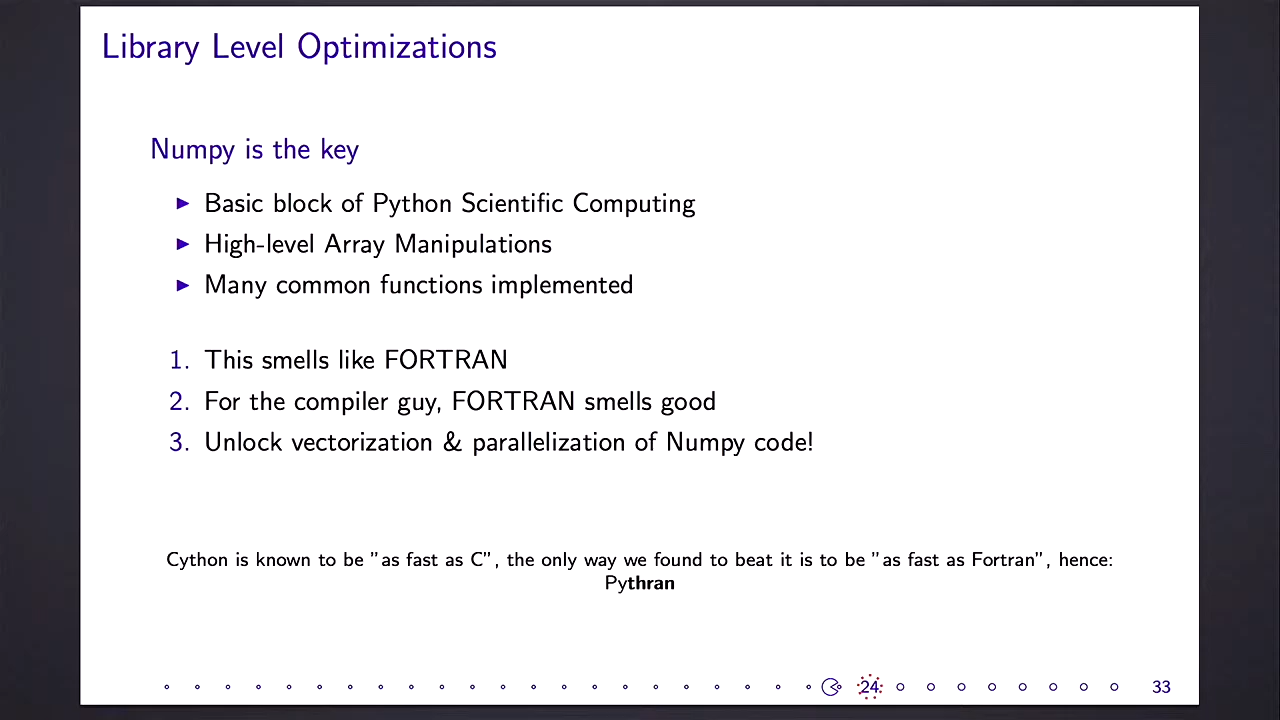 Library Level Optimizations
Numpy is the key
▶ Basic block of Python Scientific Computing
▶ High-level Array Manipulations
▶ Many common functions implemented
1. This smells like FORTRAN
2. For the compiler guy, FORTRAN smells good
3. Unlock vectorization & parallelization of Numpy code!
Cython is known to be "as fast as C", the only way we found to beat it is to be "as fast as Fortran", hence:
Pythran
24 33